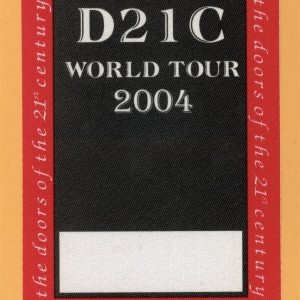 D21C
WORLD TOUR
2004
the doors of the 21st century
the doors of the 21st century